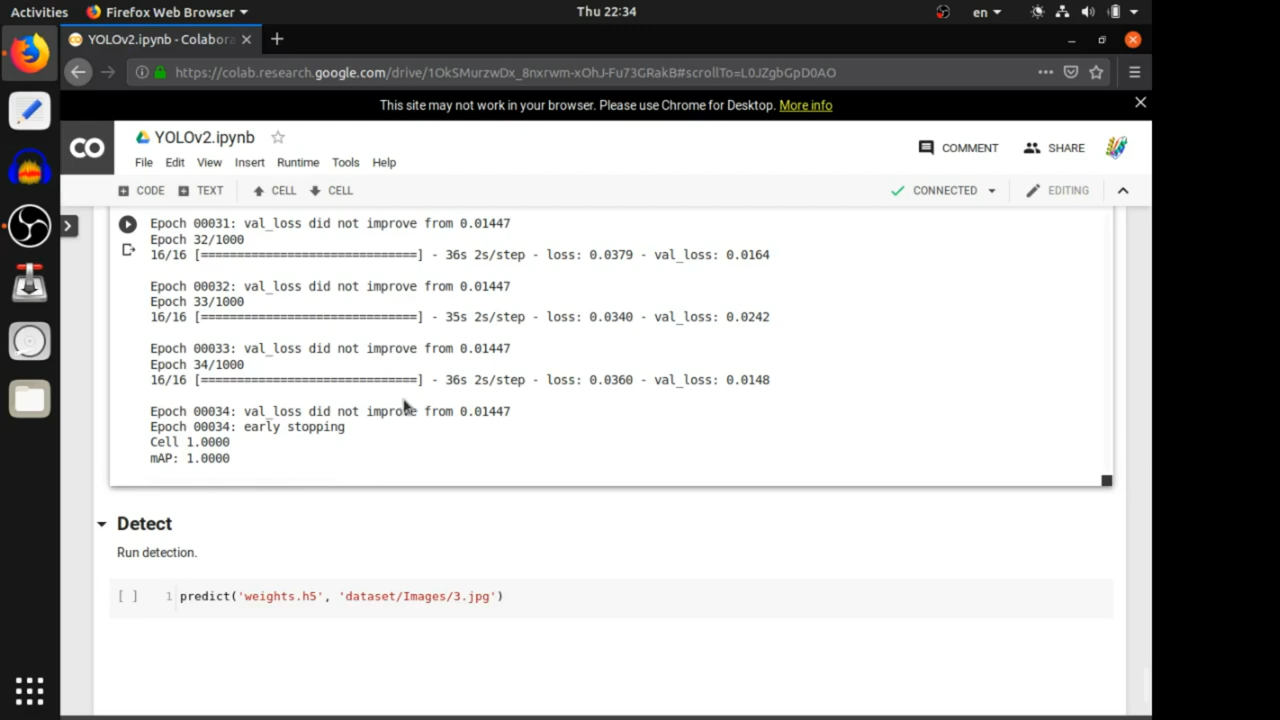 Activities Firefox Web Browser Thu 22:34 en
YOLOv2.ipynb - Colabora
https://colab.research.google.com/drive/1OkSMurzwDx_8nxrwm-xOhJ-Fu73GRakB#scrollTo=L0JZgbGpD0AO
This site may not work in your browser. Please use Chrome for Desktop. More info
CO YOLOv2.ipynb
COMMENT SHARE
File Edit View Insert Runtime Tools Help
CODE TEXT CELL CELL CONNECTED EDITING
Epoch 00031: val_loss did not improve from 0.01447
Epoch 32/1000
16/16 [==============================] - 36s 2s/step - loss: 0.0379 - val_loss: 0.0164
Epoch 00032: val_loss did not improve from 0.01447
Epoch 33/1000
16/16 [==============================] - 35s 2s/step - loss: 0.0340 - val_loss: 0.0242
Epoch 00033: val_loss did not improve from 0.01447
Epoch 34/1000
16/16 [==============================] - 36s 2s/step - loss: 0.0360 - val_loss: 0.0148
Epoch 00034: val_loss did not improve from 0.01447
Epoch 00034: early stopping
Cell 1.0000
mAP: 1.0000
Detect
Run detection.
[ ] 1 predict('weights.h5', 'dataset/Images/3.jpg')